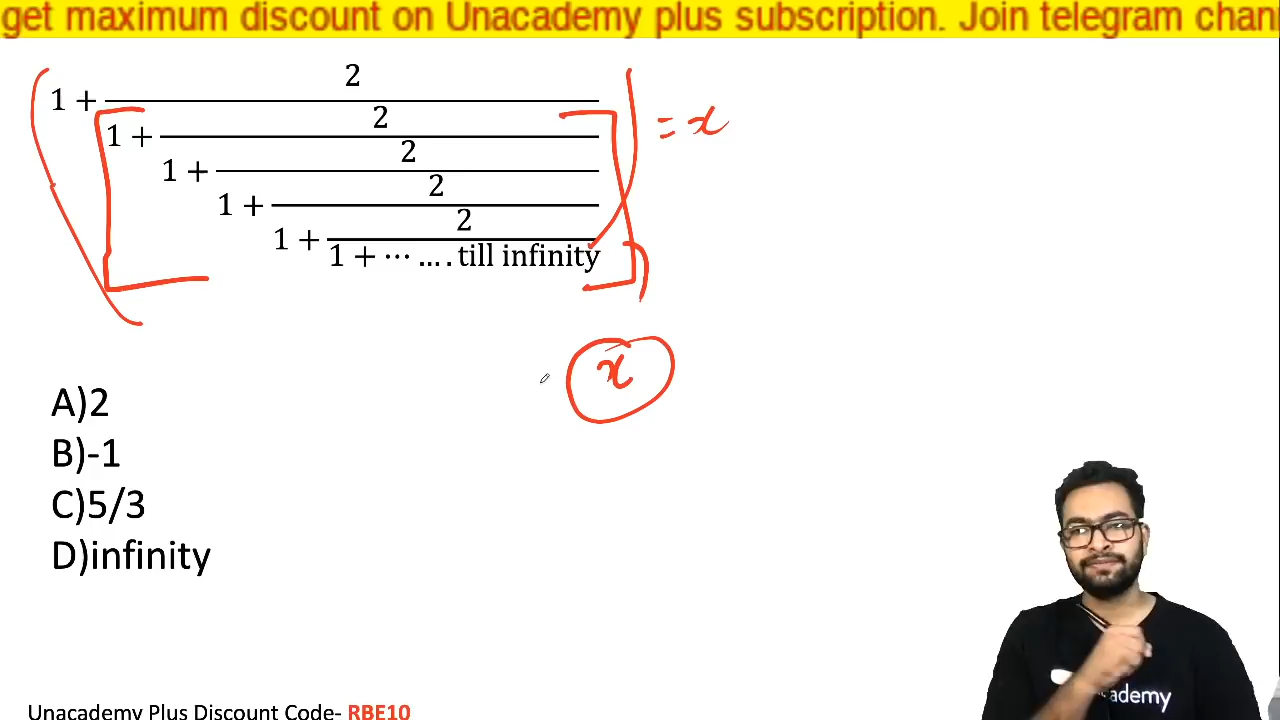 get maximum discount on Unacademy plus subscription. Join telegram chan
2
1 +
= x
2
1 +
2
1 +
2
1 +
2
1 +
1 + ⋯ … . till infinity
x
A)2
B)-1
C)5/3
D)infinity
ademy
Unacademy Plus Discount Code- RBE10